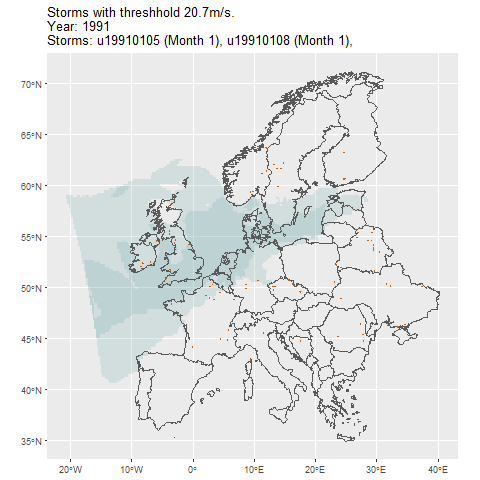 Storms with threshhold 20.7m/s.
Year: 1991
Storms: u19910105 (Month 1), u19910108 (Month 1),
70°N
65°N
60°N
55°N
50°N
45°N
40°N
35°N
20°W
10°W
0°
10°E
20°E
30°E
40°E